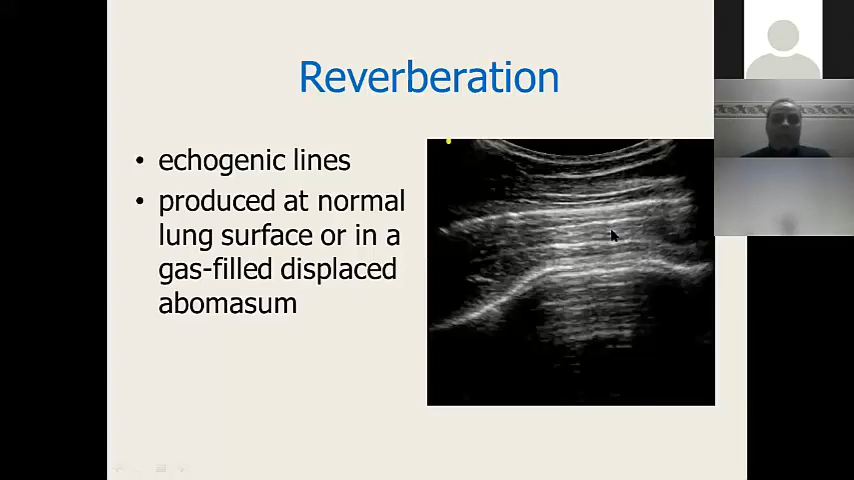 Reverberation
• echogenic lines
• produced at normal
lung surface or in a
gas-filled displaced
abomasum